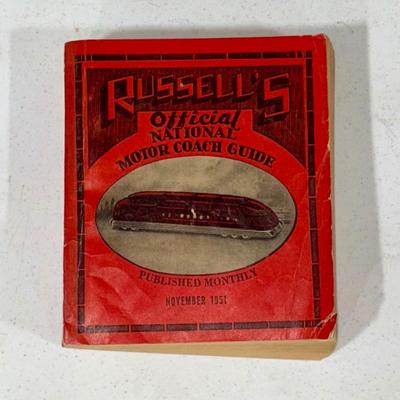 RUSSELL'S
Official
NATIONAL
MOTOR COACH GUIDE
PUBLISHED MONTHLY
NOVEMBER 1951